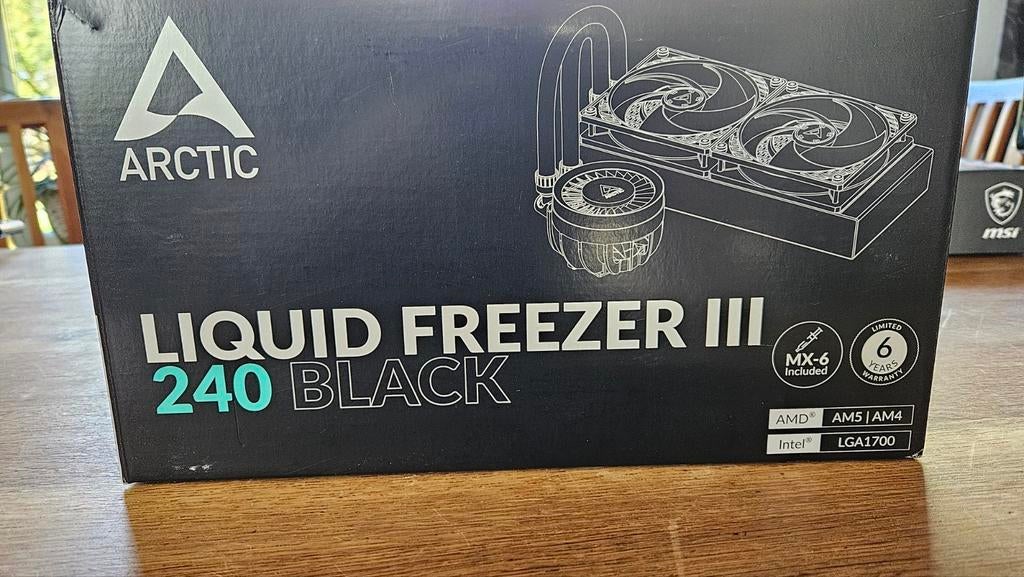 ARCTIC
LIQUID FREEZER III
240 BLACK
MX-6
Included
LIMITED
6
YEARS
WARRANTY
AMD® AM5 | AM4
Intel® LGA1700
msi